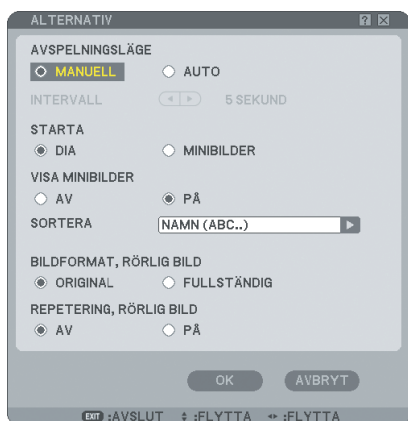 ALTERNATIV
AVSPELNINGSLÄGE
MANUELL AUTO
INTERVALL 5 SEKUND
STARTA
DIA MINIBILDER
VISA MINIBILDER
AV PÅ
SORTERA NAMN (ABC..)
BILDFORMAT, RÖRLIG BILD
ORIGINAL FULLSTÄNDIG
REPETERING, RÖRLIG BILD
AV PÅ
OK AVBRYT
EXIT :AVSLUT :FLYTTA :FLYTTA